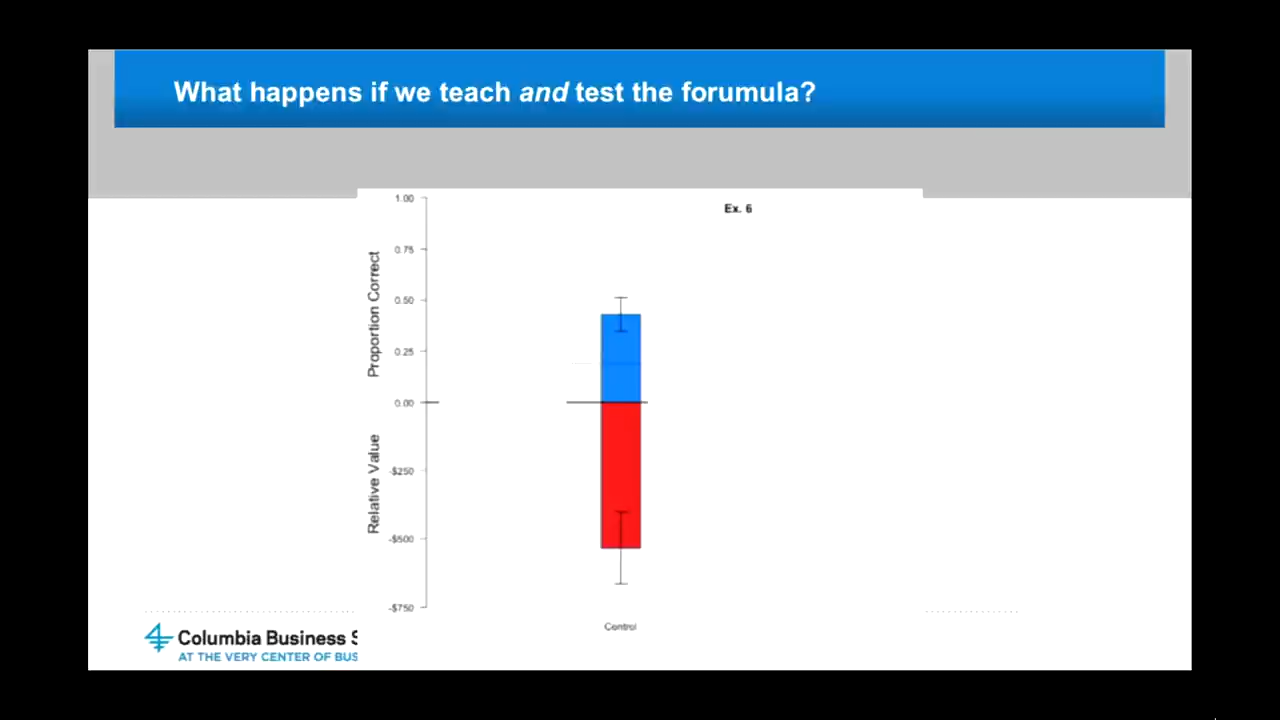 What happens if we teach and test the forumula?
Ex. 6
1.00
0.75
0.50
0.25
0.00
-$250
-$500
-$750
Proportion Correct
Relative Value
Control
Columbia Business S
AT THE VERY CENTER OF BUS